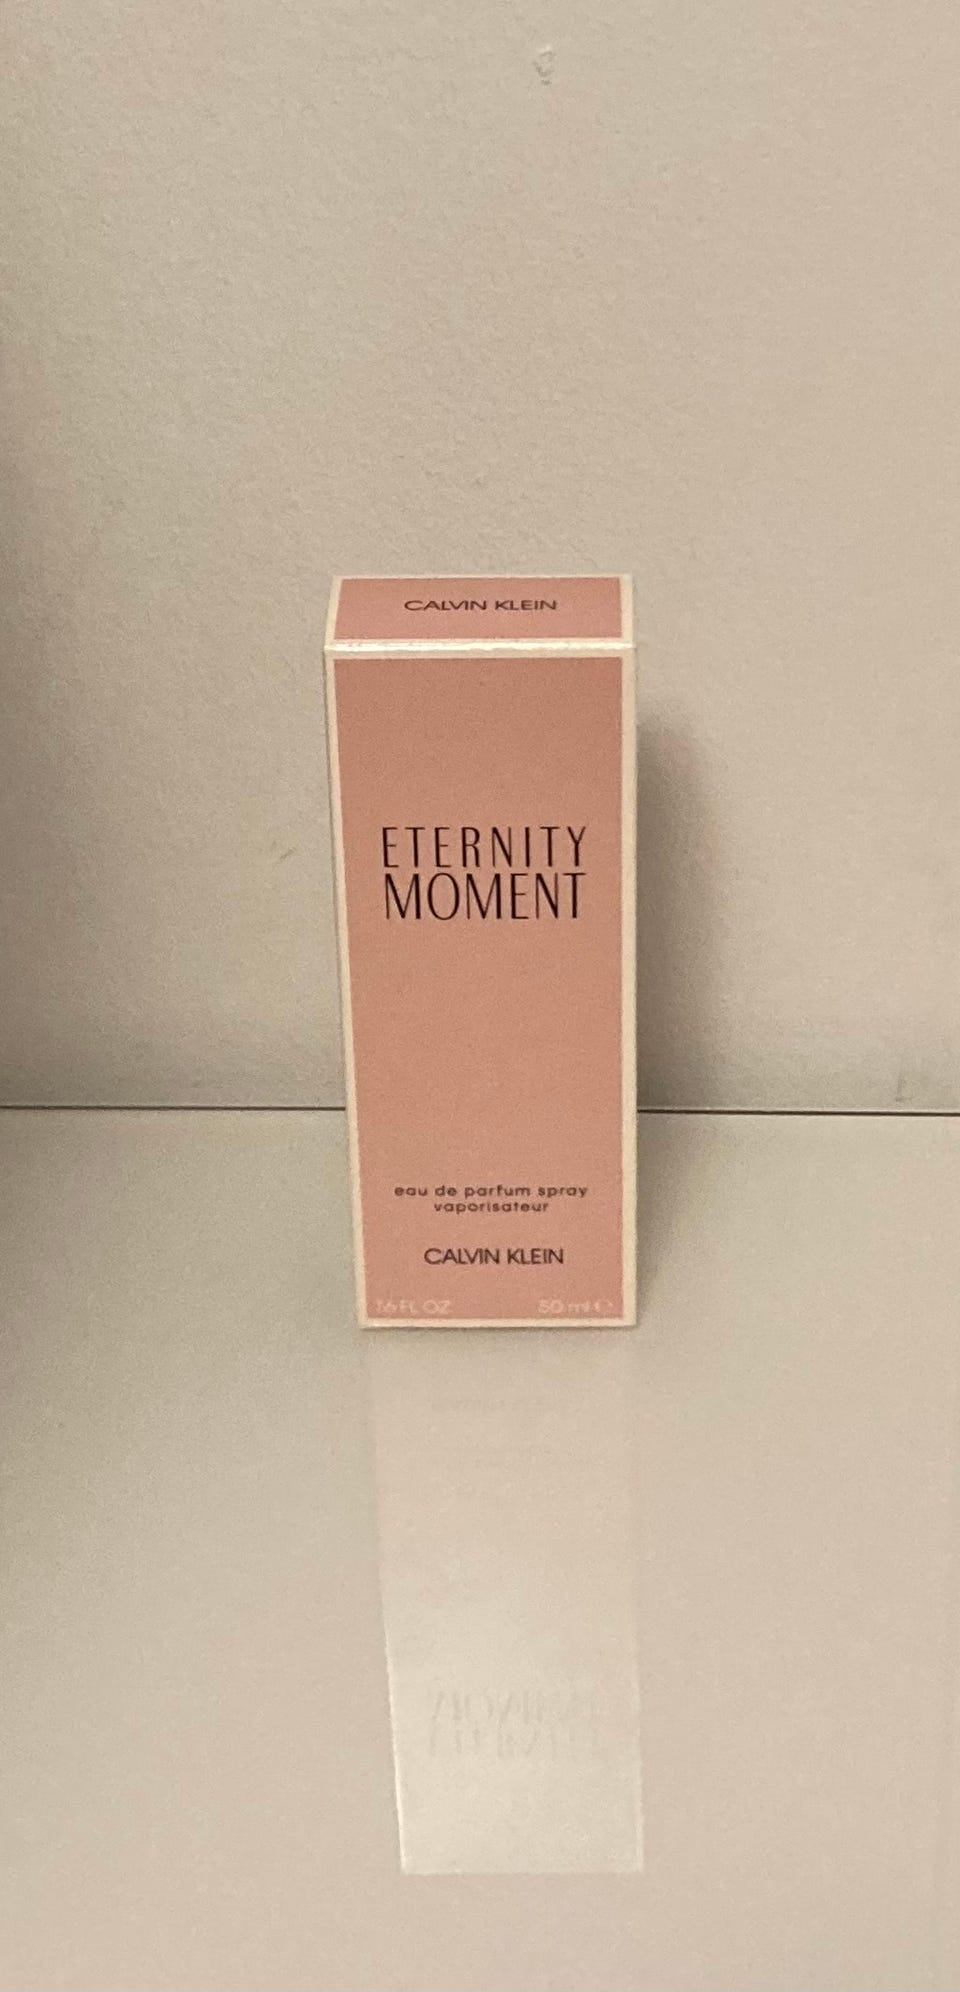 CALVIN KLEIN
ETERNITY
MOMENT
eau de parfum spray
vaporisateur
CALVIN KLEIN
1.6 FL OZ 50 ml ℮